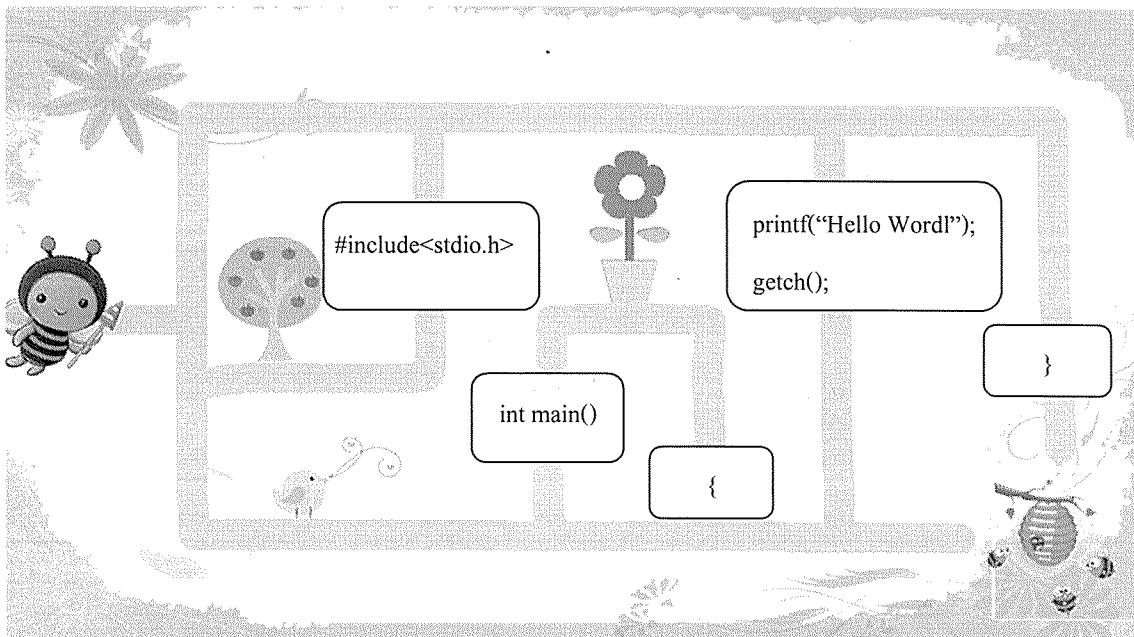 #include<stdio.h>
printf(“Hello Wordl”);
getch();
}
int main()
{